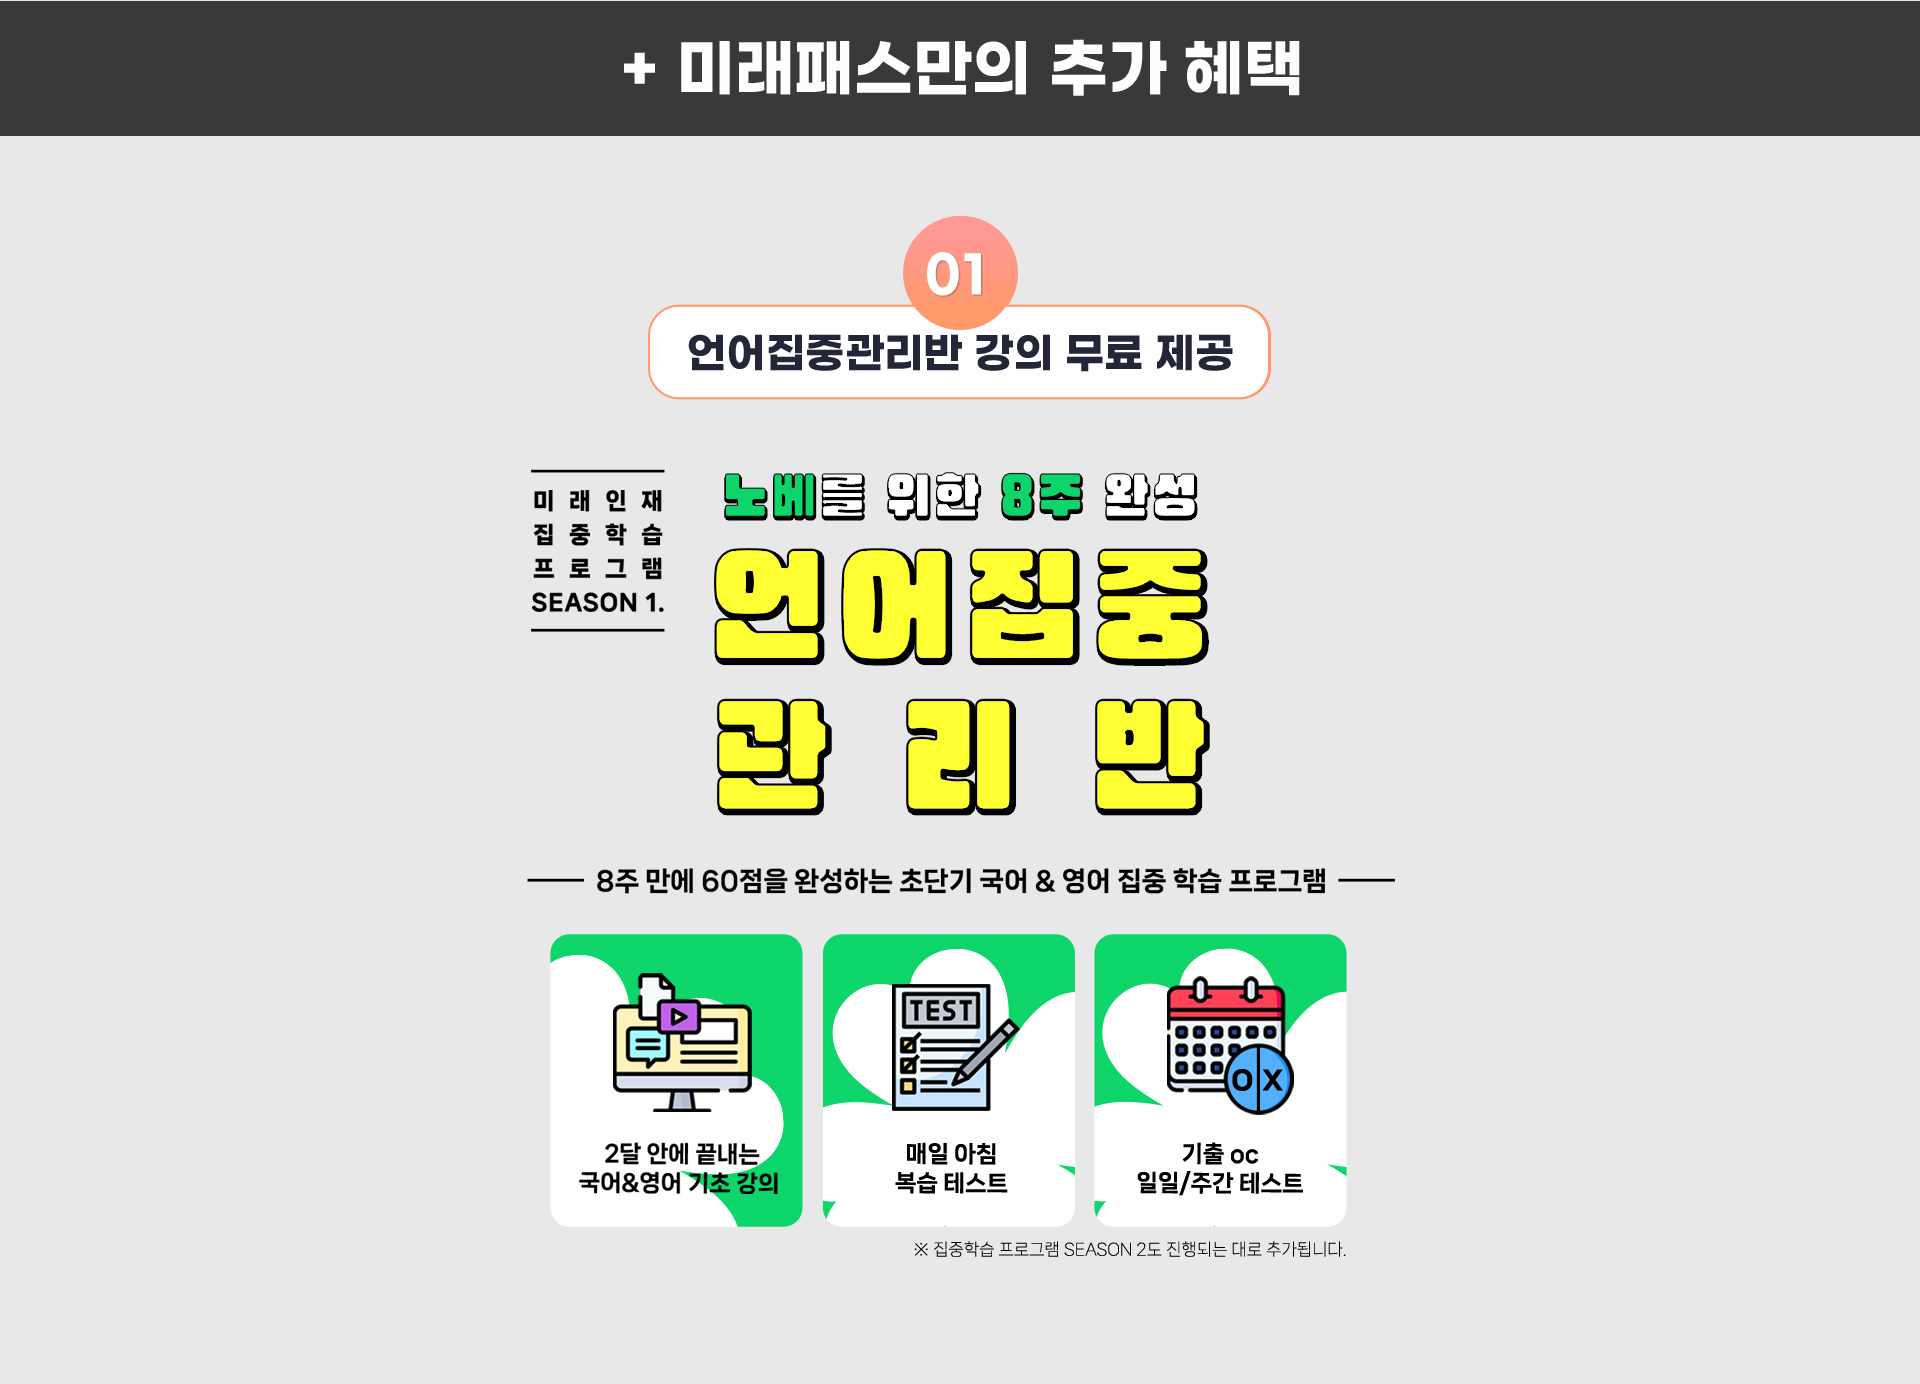 + 미래패스만의 추가 혜택
01
언어집중관리반 강의 무료 제공
미래인재
집중학습
프로그램
SEASON 1.
노베를 위한 8주 완성
언어집중
관리반
8주 만에 60점을 완성하는 초단기 국어 & 영어 집중 학습 프로그램
2달 안에 끝내는
국어&영어 기초 강의
TEST
매일 아침
복습 테스트
O X
기출 oc
일일/주간 테스트
※ 집중학습 프로그램 SEASON 2도 진행되는 대로 추가됩니다.